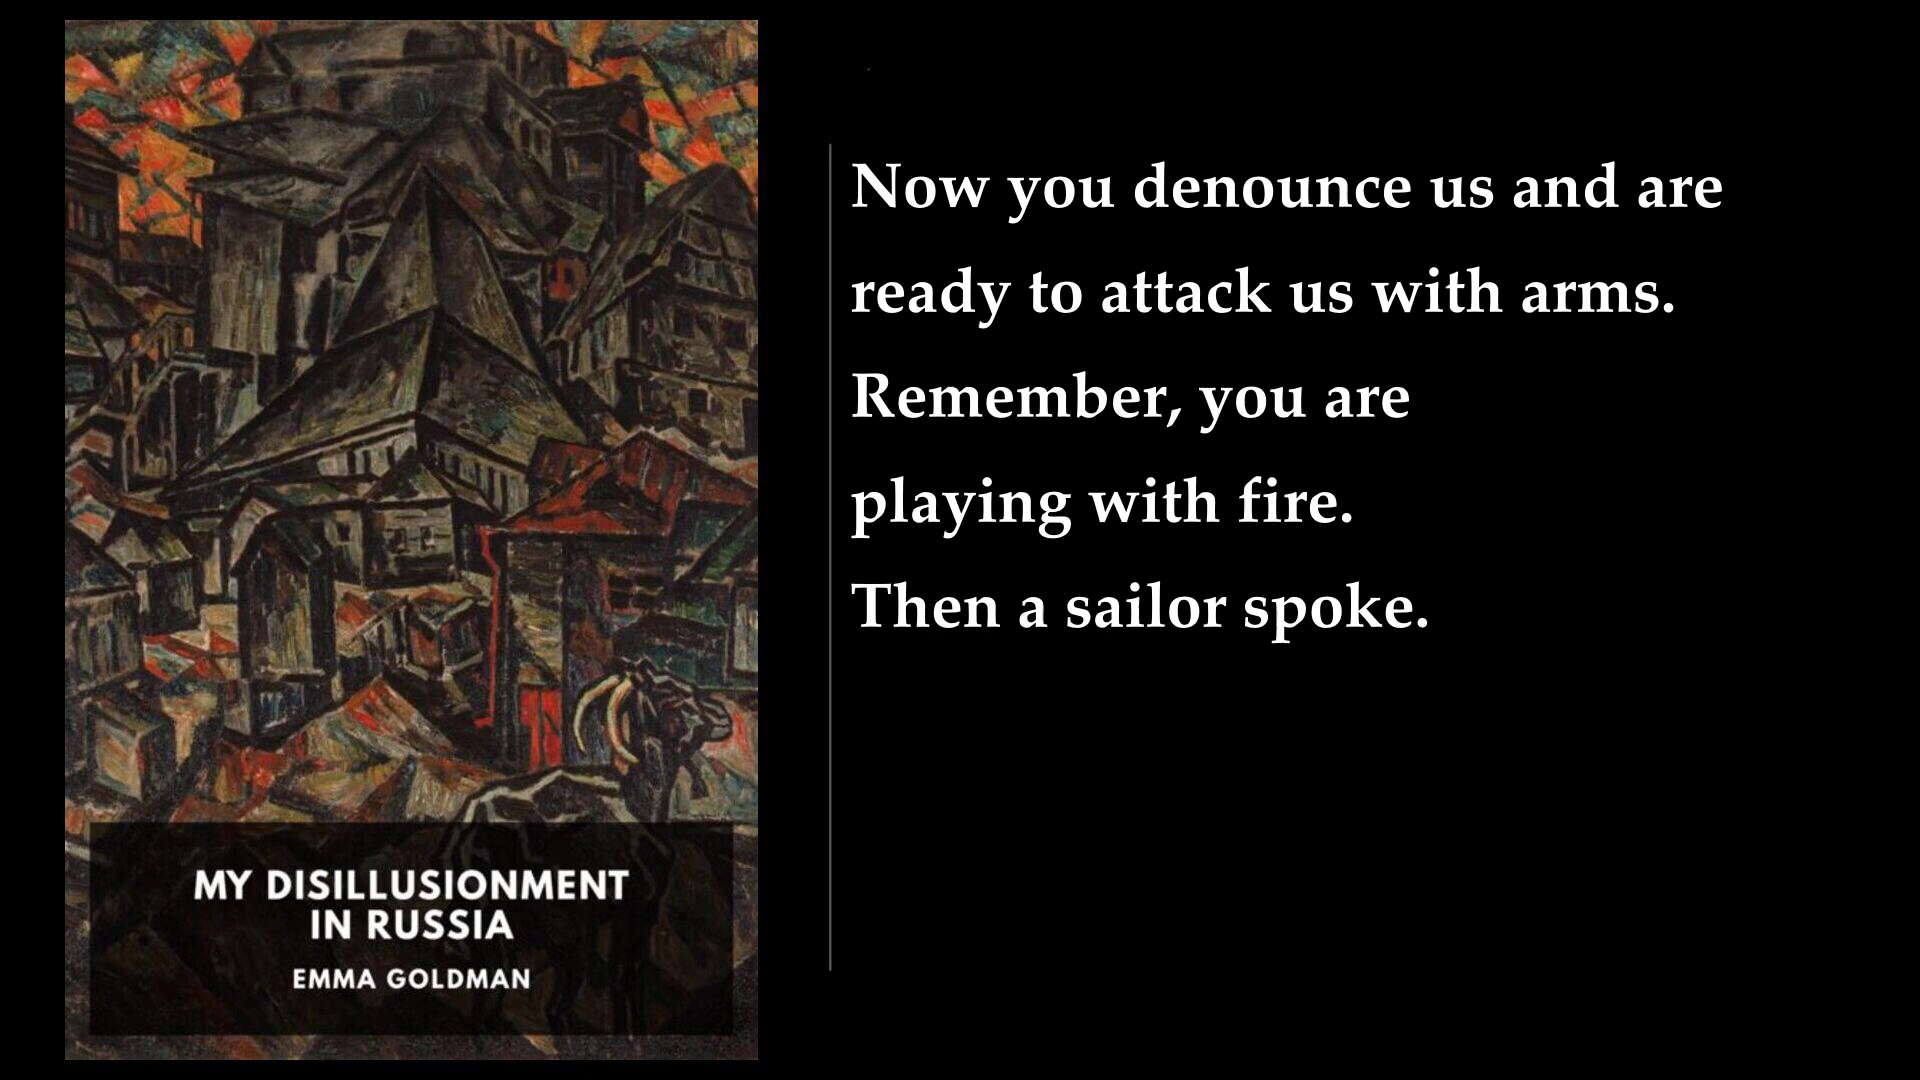 Now you denounce us and are
ready to attack us with arms.
Remember, you are
playing with fire.
Then a sailor spoke.
MY DISILLUSIONMENT
IN RUSSIA
EMMA GOLDMAN